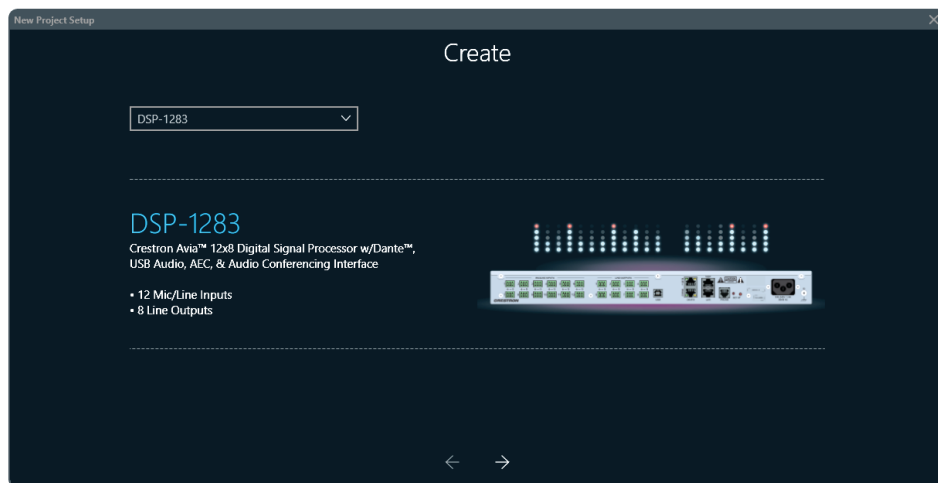 New Project Setup
Create
DSP-1283
DSP-1283
Crestron Avia™ 12x8 Digital Signal Processor w/Dante™,
USB Audio, AEC, & Audio Conferencing Interface
▪ 12 Mic/Line Inputs
▪ 8 Line Outputs